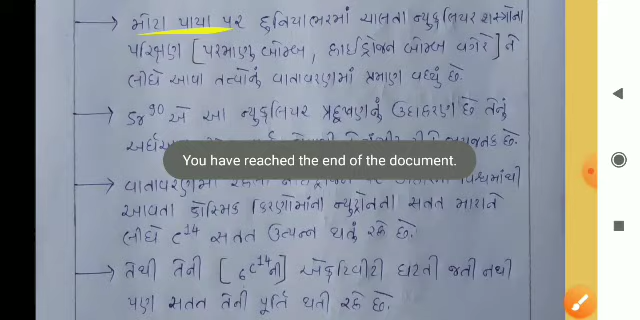 → મોટા પાયા પર દુનિયાભરમાં ચાલતા ન્યુક્લિયર શસ્ત્રોના
પરિક્ષણ [પરમાણુ બોમ્બ, હાઈડ્રોજન બોમ્બ વગેરે] ને
લીધે આવા તત્વોનું વાતાવરણમાં પ્રમાણ વધ્યું છે.
→ Sr⁹⁰ એ આ ન્યુક્લિયર પ્રદૂષણનું ઉદાહરણ છે તેનું
You have reached the end of the document.
→ વાતાવરણમાં
આવતા કોસ્મિક કિરણોમાંના ન્યુટ્રોનના સતત મારાને
લીધે C¹⁴ સતત ઉત્પન્ન થતું રહે છે.
→ તેથી તેની [₆C¹⁴ની] એક્ટિવીટી ઘટતી જતી નથી
પણ સતત તેની પૂર્તિ થતી રહે છે.